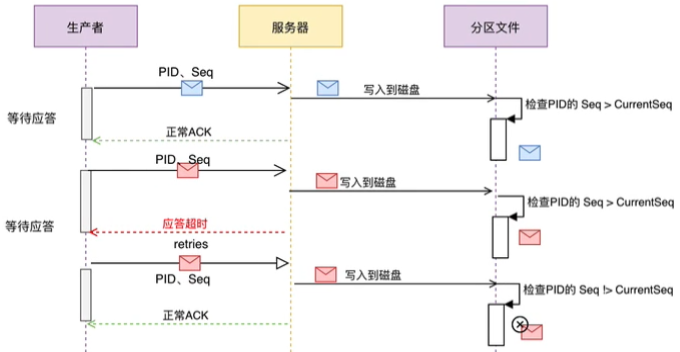 生产者
服务器
分区文件
PID、Seq
写入到磁盘
检查PID的 Seq > CurrentSeq
等待应答
正常ACK
PID、Seq
写入到磁盘
检查PID的 Seq > CurrentSeq
等待应答
应答超时
retries
写入到磁盘
PID、Seq
检查PID的 Seq !> CurrentSeq
正常ACK